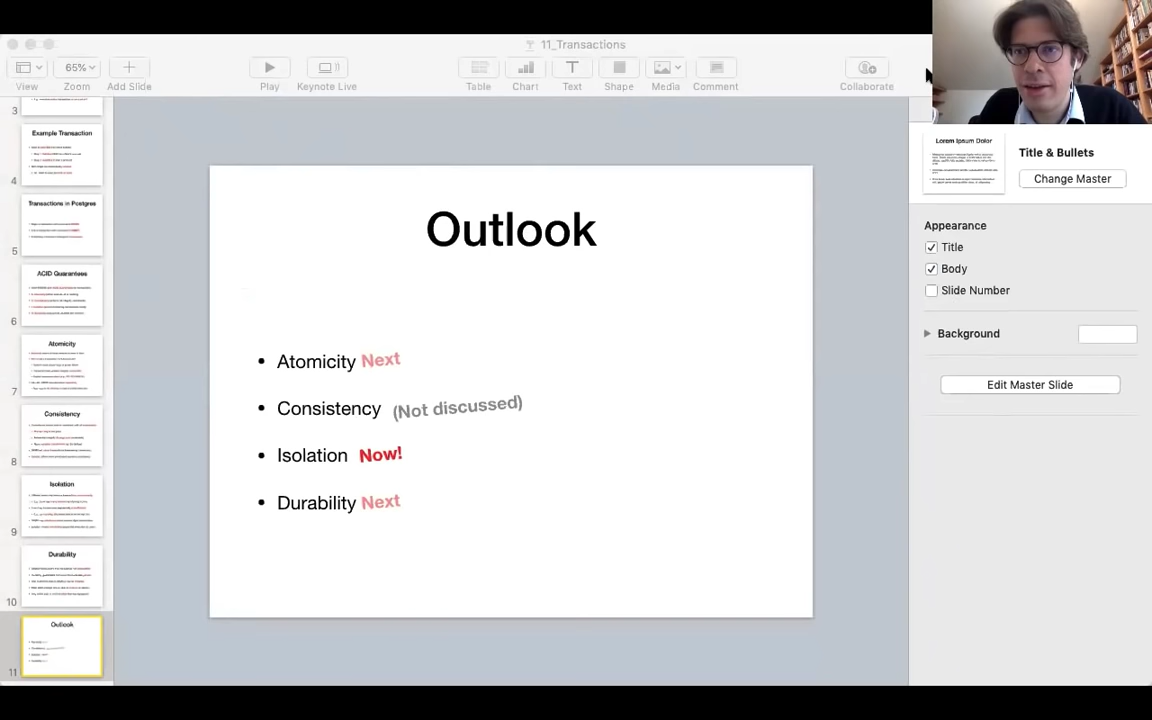 11_Transactions
65%
View
Zoom
Add Slide
Play
Keynote Live
Table
Chart
Text
Shape
Media
Comment
Collaborate
3
Example Transaction
4
Transactions in Postgres
5
ACID Guarantees
6
Atomicity
7
Consistency
8
Isolation
9
Durability
10
Outlook
11
Outlook
• Atomicity Next
• Consistency (Not discussed)
• Isolation Now!
• Durability Next
Lorem Ipsum Dolor
Title & Bullets
Change Master
Appearance
Title
Body
Slide Number
Background
Edit Master Slide